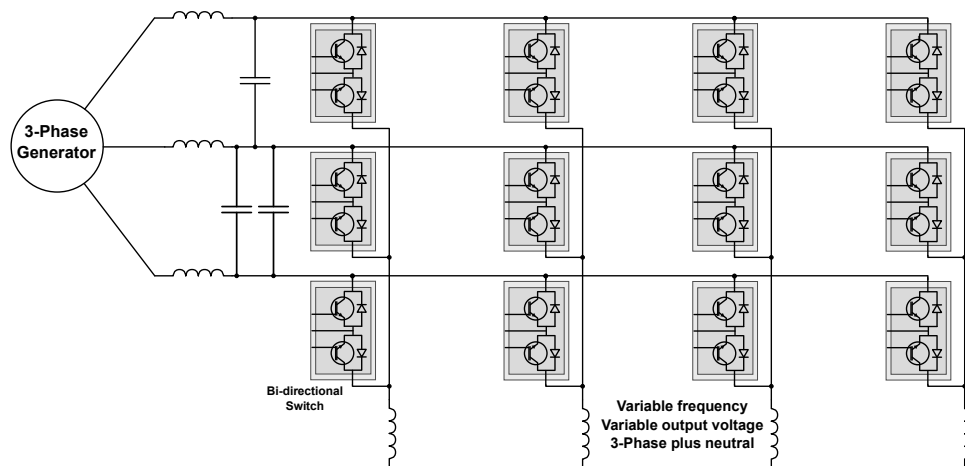 3-Phase
Generator
Bi-directional
Switch
Variable frequency
Variable output voltage
3-Phase plus neutral